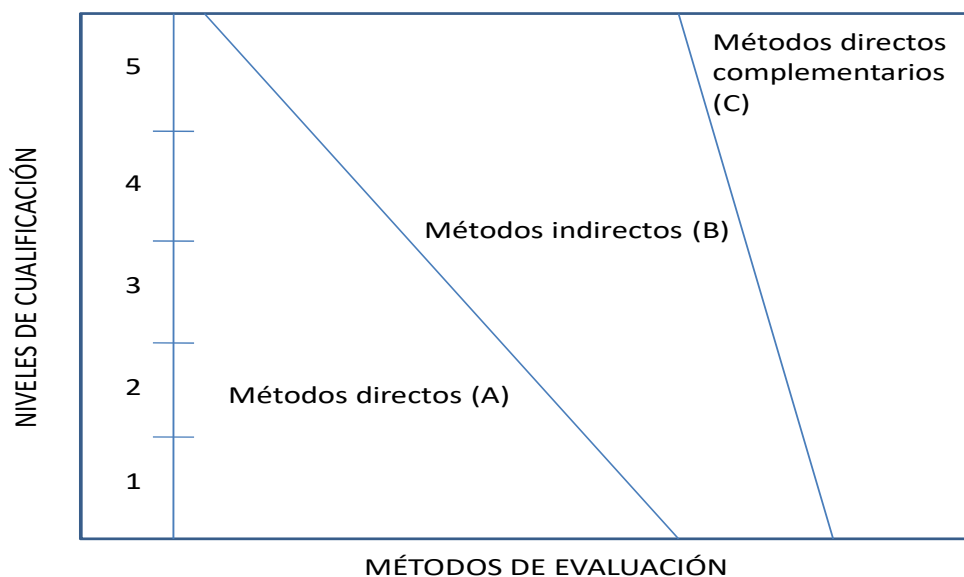 NIVELES DE CUALIFICACIÓN
5
4
3
2
1
Métodos directos
complementarios
(C)
Métodos indirectos (B)
Métodos directos (A)
MÉTODOS DE EVALUACIÓN